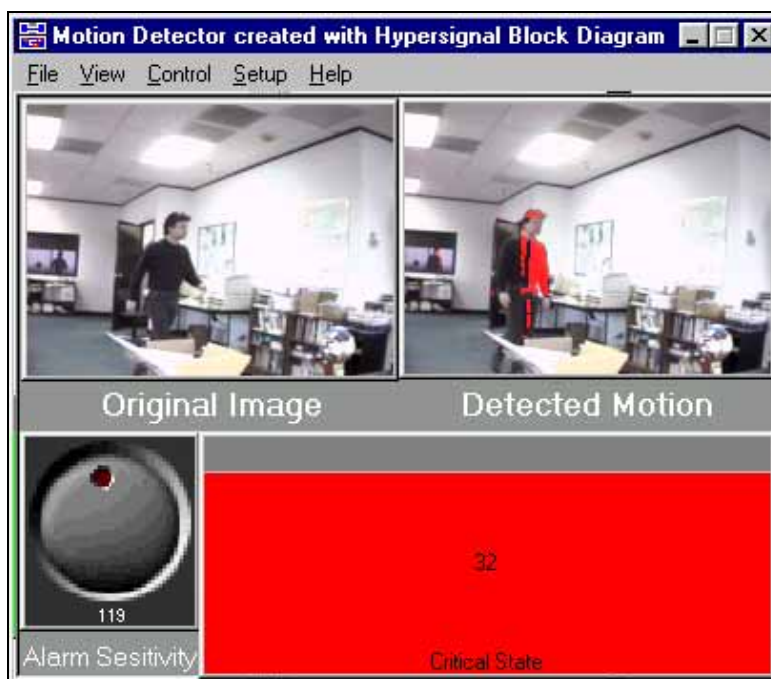 Motion Detector created with Hypersignal Block Diagram
File View Control Setup Help
Original Image
Detected Motion
119
Alarm Sesitivity
32
Critical State